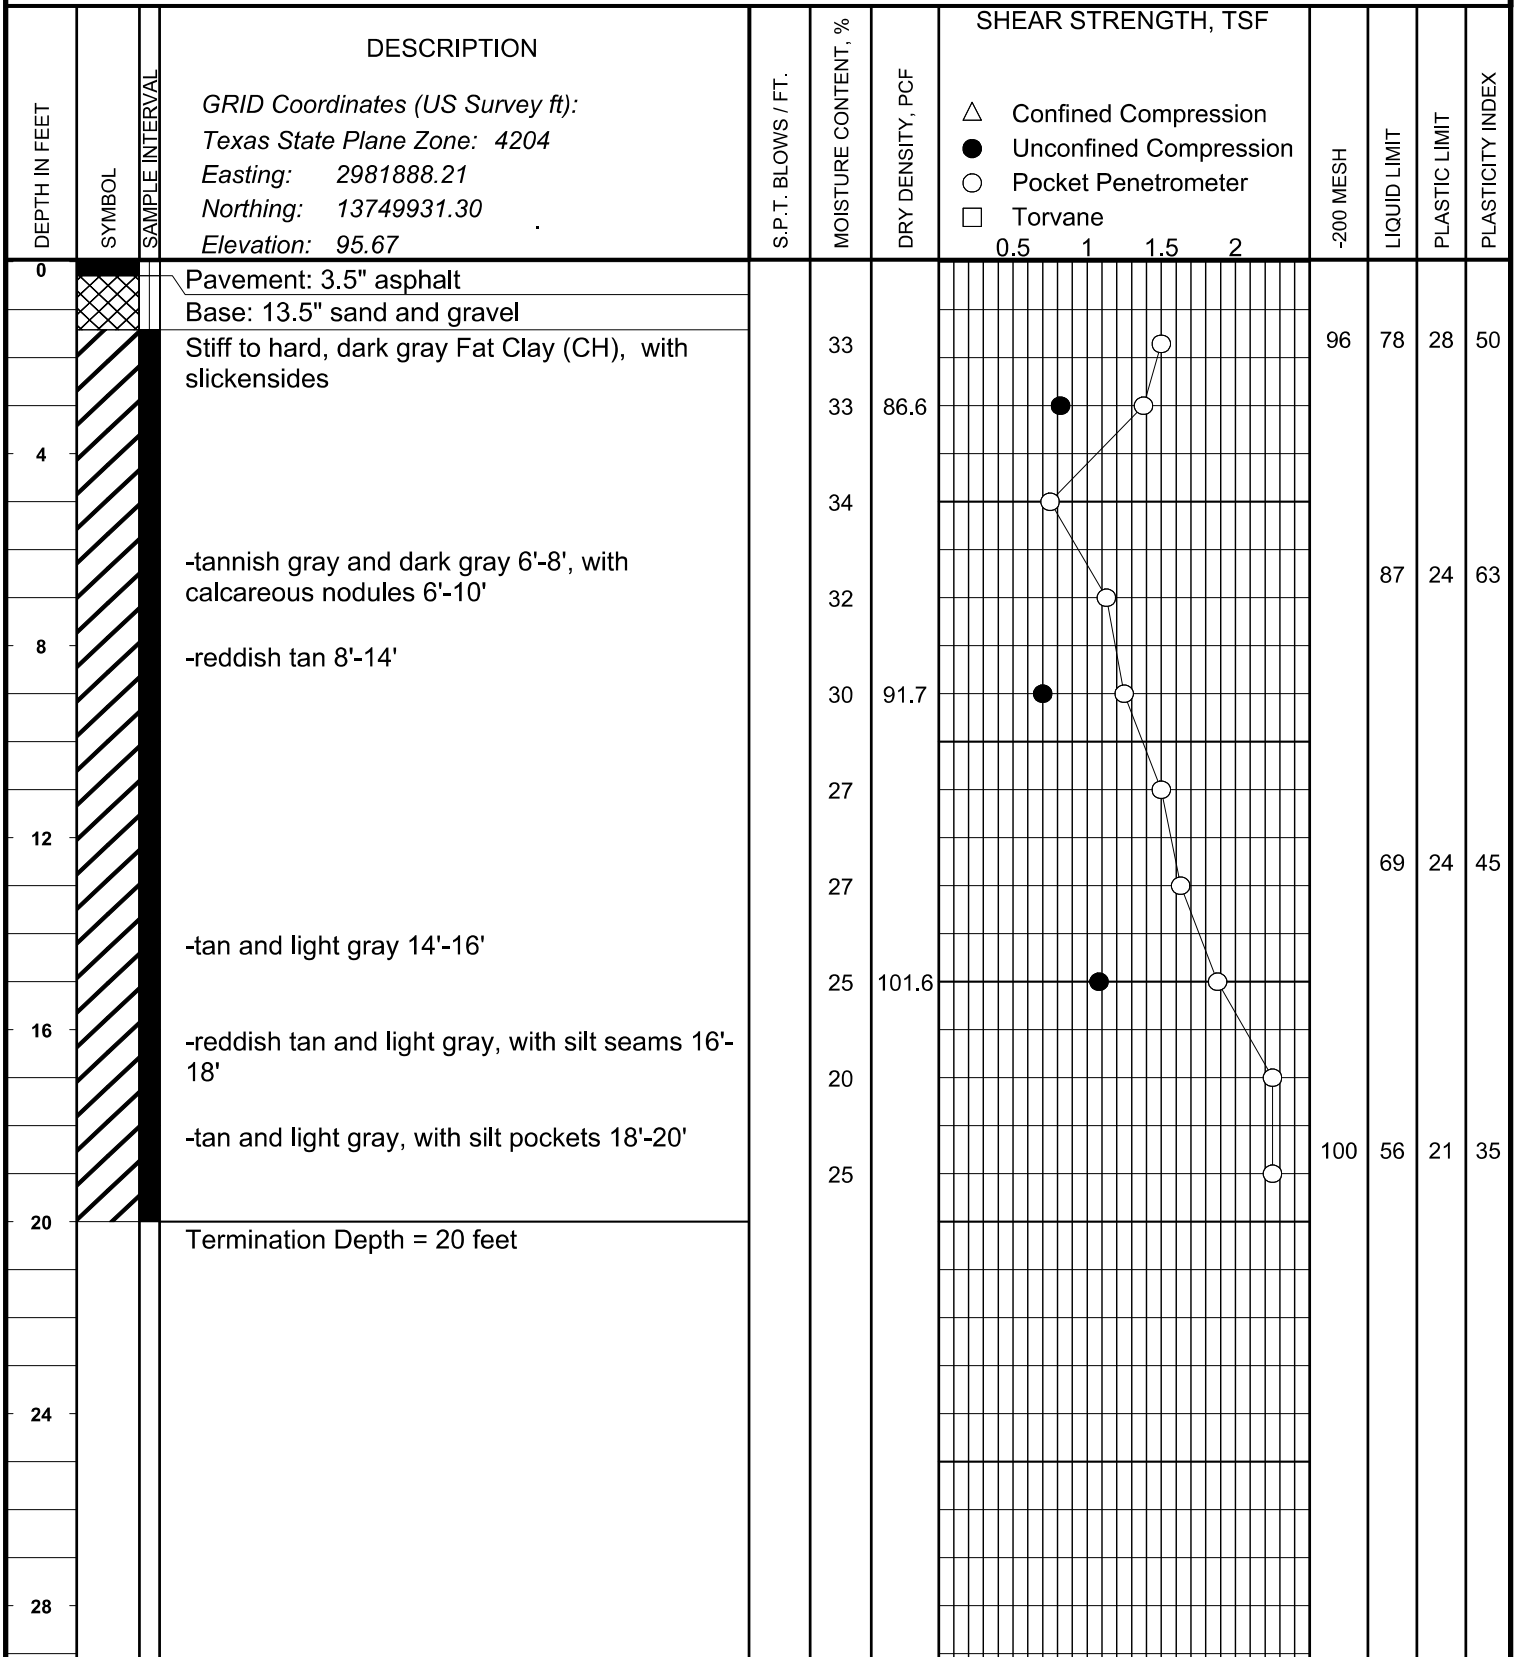 DEPTH IN FEET
SYMBOL
SAMPLE INTERVAL
DESCRIPTION
GRID Coordinates (US Survey ft):
Texas State Plane Zone: 4204
Easting: 2981888.21
Northing: 13749931.30
Elevation: 95.67
S.P.T. BLOWS / FT.
MOISTURE CONTENT, %
DRY DENSITY, PCF
SHEAR STRENGTH, TSF
△ Confined Compression
● Unconfined Compression
○ Pocket Penetrometer
□ Torvane
0.5 1 1.5 2
-200 MESH
LIQUID LIMIT
PLASTIC LIMIT
PLASTICITY INDEX
0
Pavement: 3.5" asphalt
Base: 13.5" sand and gravel
Stiff to hard, dark gray Fat Clay (CH), with
slickensides
33 96 78 28 50
33 86.6
4
34
-tannish gray and dark gray 6'-8', with
calcareous nodules 6'-10'
87 24 63
32
8
-reddish tan 8'-14'
30 91.7
27
12
69 24 45
27
-tan and light gray 14'-16'
25 101.6
16
-reddish tan and light gray, with silt seams 16'-
18'
20
-tan and light gray, with silt pockets 18'-20'
100 56 21 35
25
20
Termination Depth = 20 feet
24
28